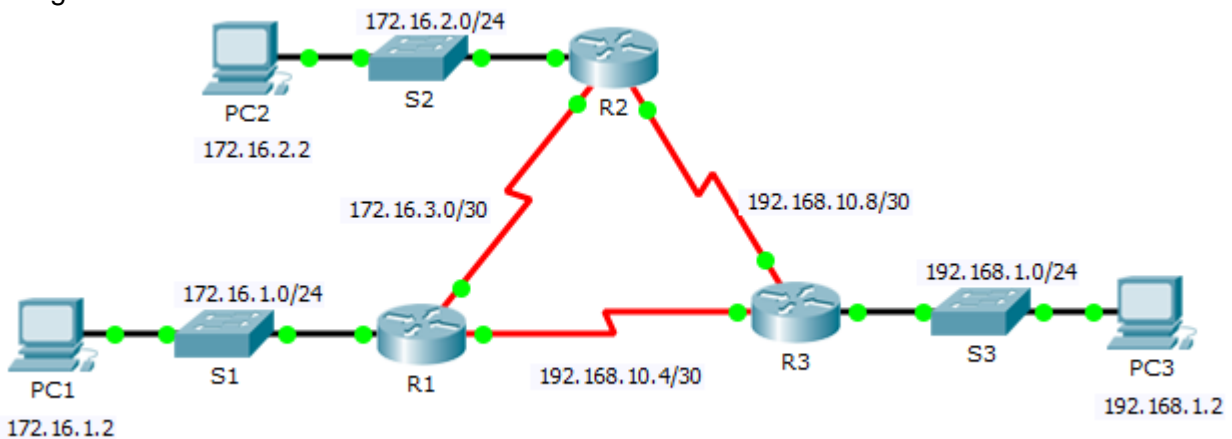 172.16.2.0/24
S2
R2
PC2
172.16.2.2
172.16.3.0/30
192.168.10.8/30
172.16.1.0/24
192.168.1.0/24
S1
R1
192.168.10.4/30
R3
S3
PC3
PC1
172.16.1.2
192.168.1.2